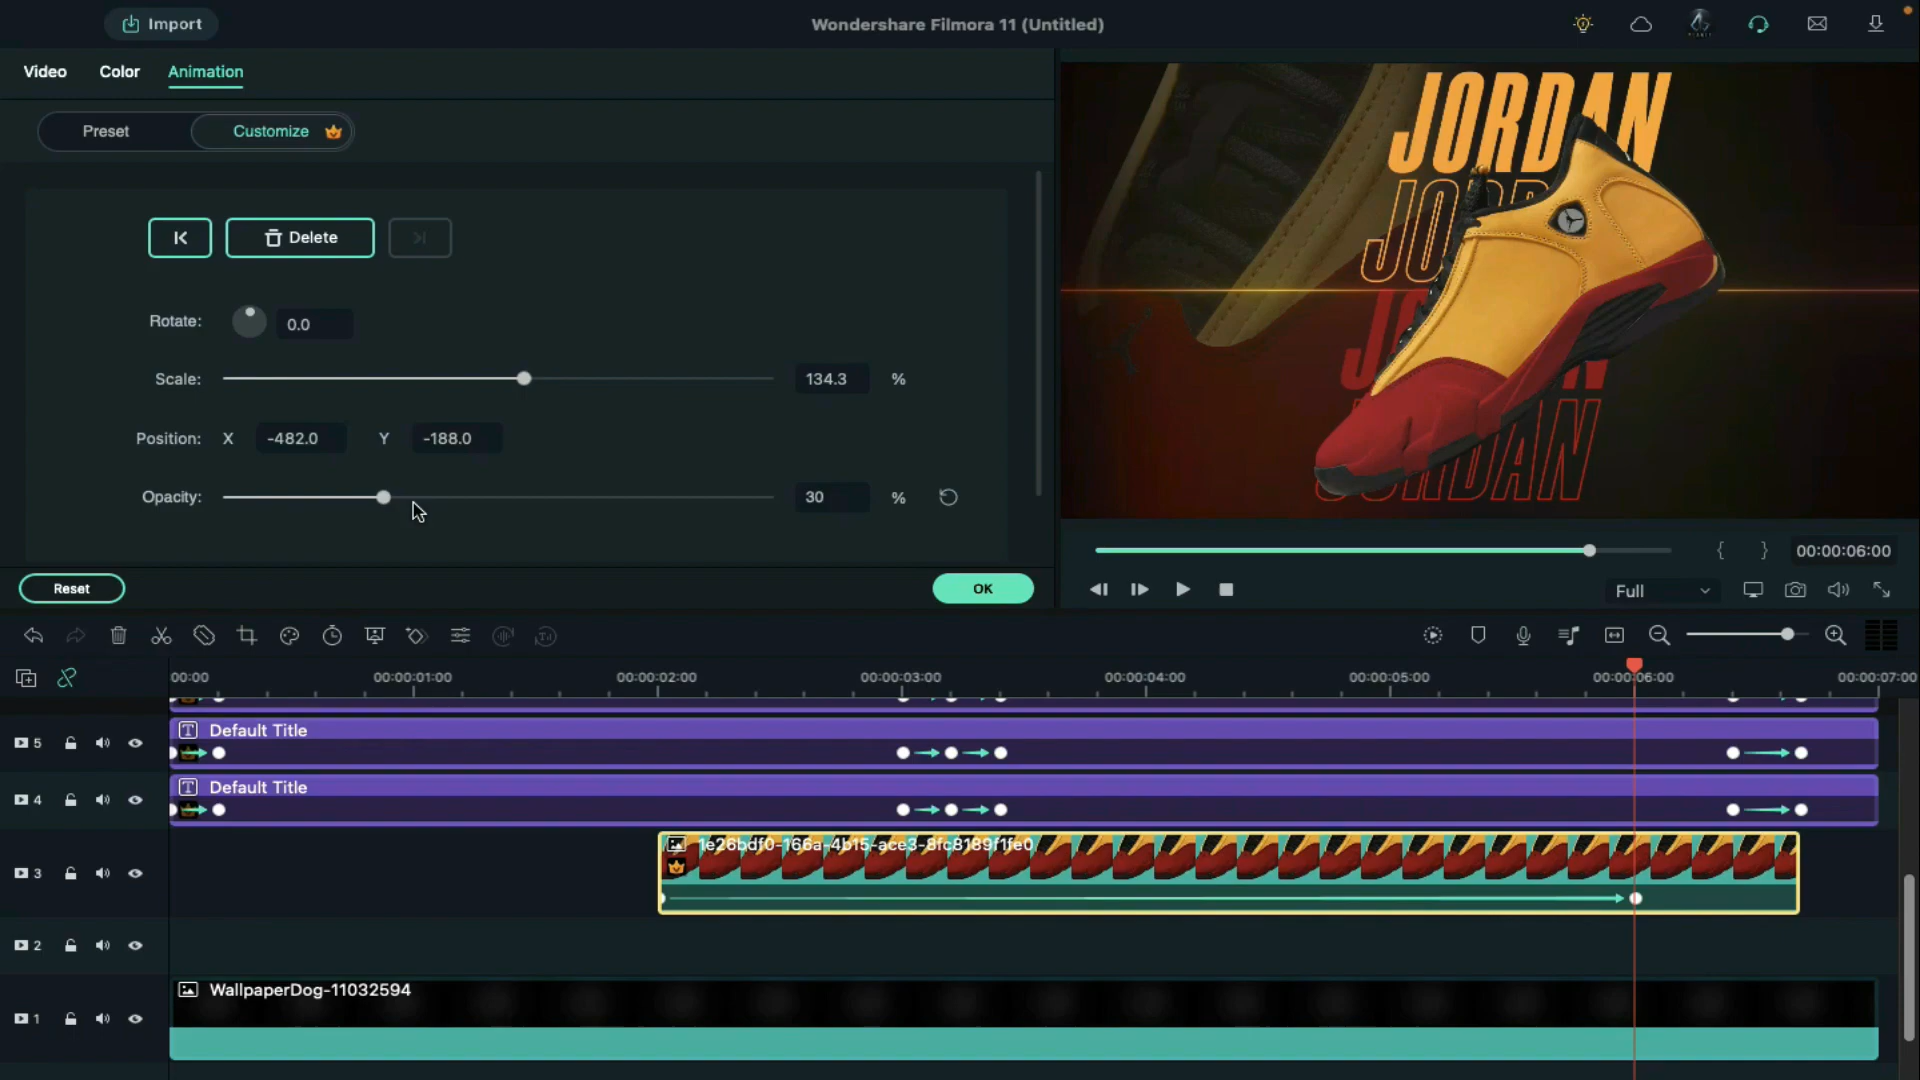 Import
Wondershare Filmora 11 (Untitled)
Video
Color
Animation
Preset
Customize
Delete
Rotate:
0.0
Scale:
134.3
%
Position:
X
-482.0
Y
-188.0
Opacity:
30
%
Reset
OK
JORDAN
JORDAN
JORDAN
JORDAN
{
}
00:00:06:00
Full
00:00
00:00:01:00
00:00:02:00
00:00:03:00
00:00:04:00
00:00:05:00
00:00:06:00
00:00:07:00
5
Default Title
4
Default Title
3
1e26bdf0-166a-4b15-ace3-8fc8189f1fe0
2
1
WallpaperDog-11032594